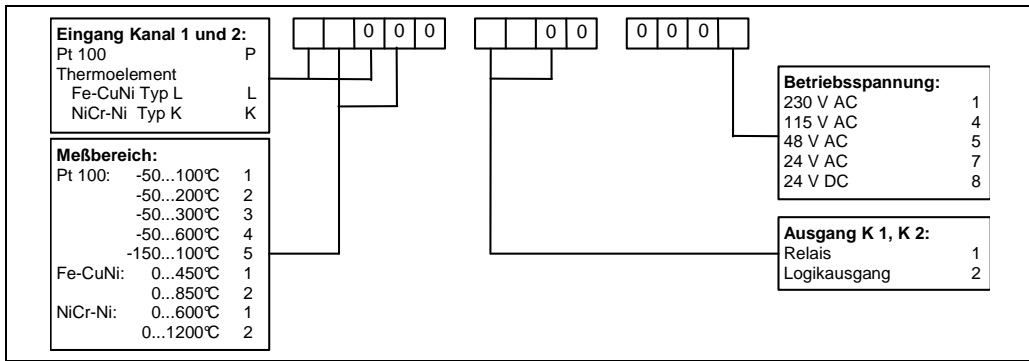 Eingang Kanal 1 und 2:
Pt 100 P
Thermoelement
Fe-CuNi Typ L L
NiCr-Ni Typ K K
0 0 0 0 0 0 0 0
Meßbereich:
Pt 100: -50...100°C 1
-50...200°C 2
-50...300°C 3
-50...600°C 4
-150...100°C 5
Fe-CuNi: 0...450°C 1
0...850°C 2
NiCr-Ni: 0...600°C 1
0...1200°C 2
Betriebsspannung:
230 V AC 1
115 V AC 4
48 V AC 5
24 V AC 7
24 V DC 8
Ausgang K 1, K 2:
Relais 1
Logikausgang 2